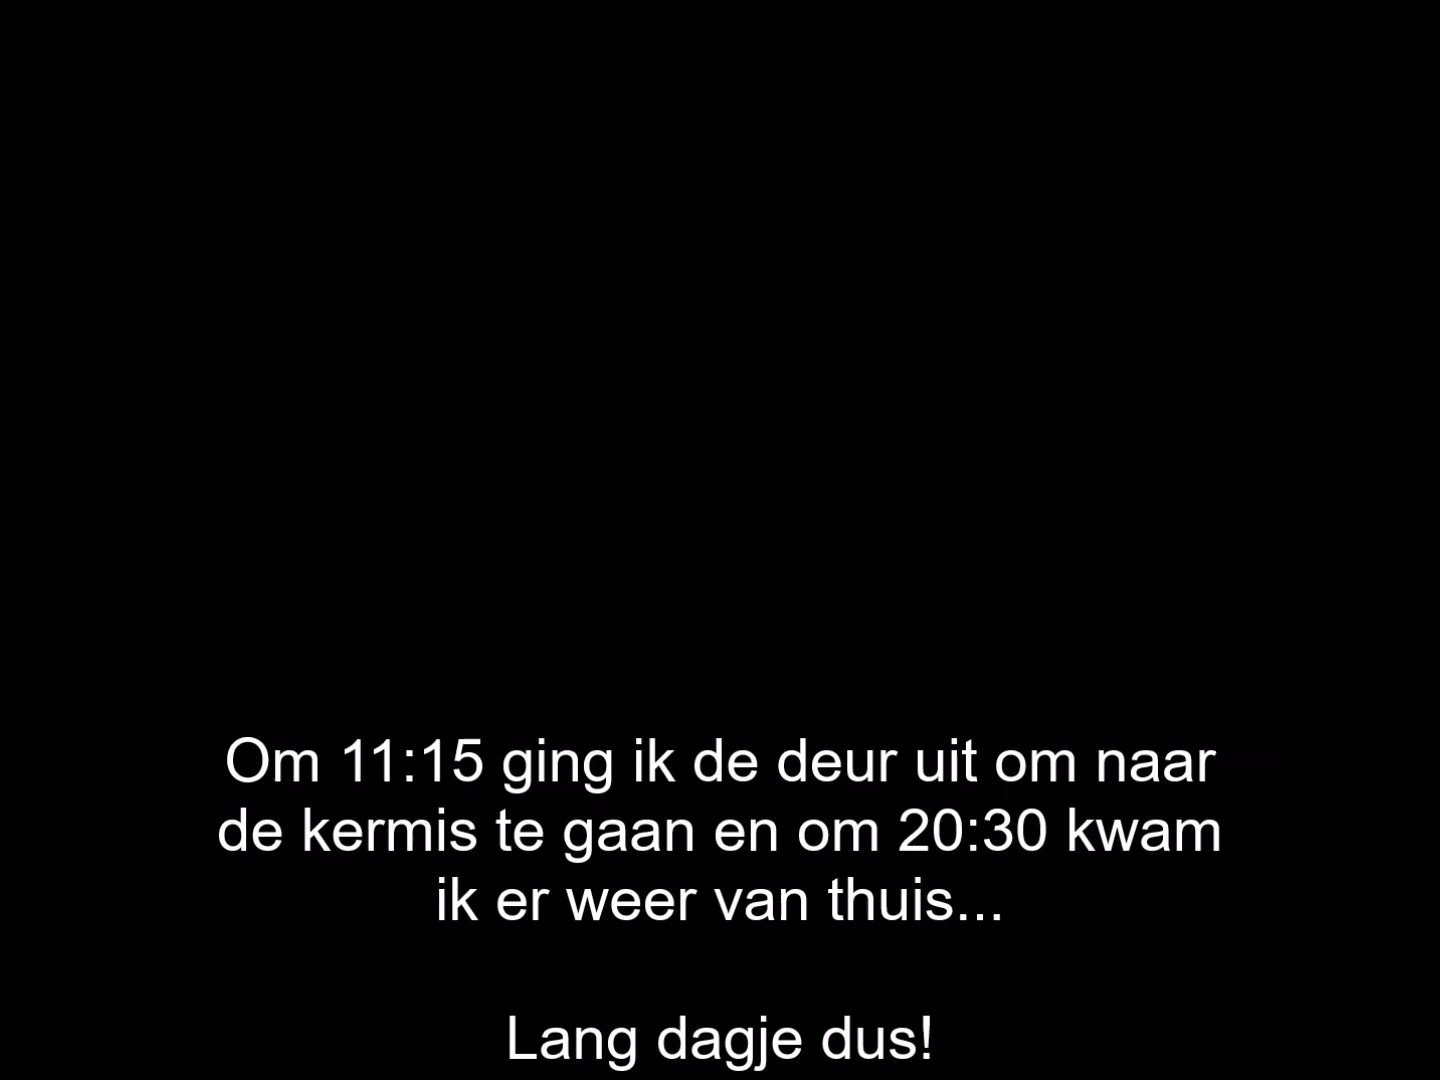 Om 11:15 ging ik de deur uit om naar
de kermis te gaan en om 20:30 kwam
ik er weer van thuis...
Lang dagje dus!